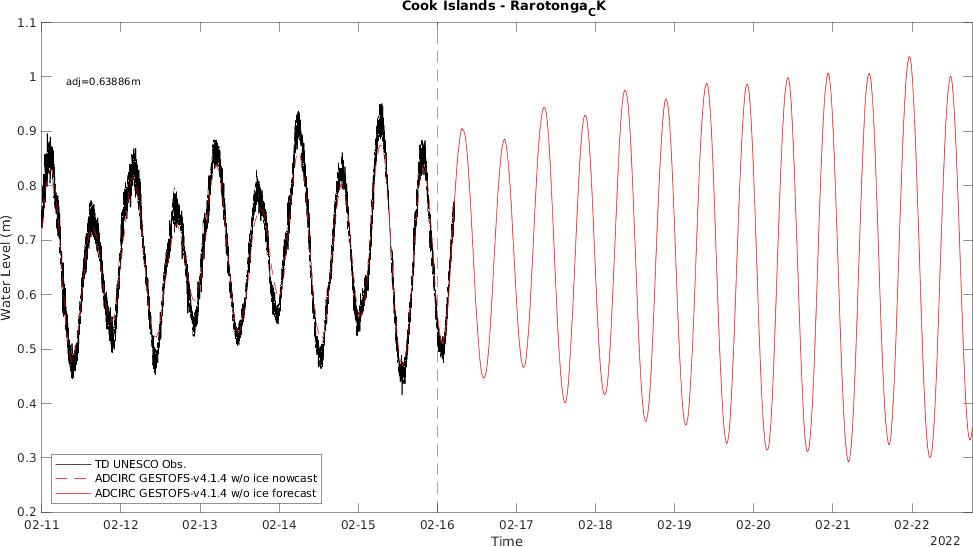 Cook Islands - Rarotonga_CK
adj=0.63886m
Water Level (m)
1.1
1
0.9
0.8
0.7
0.6
0.5
0.4
0.3
0.2
TD UNESCO Obs.
ADCIRC GESTOFS-v4.1.4 w/o ice nowcast
ADCIRC GESTOFS-v4.1.4 w/o ice forecast
02-11 02-12 02-13 02-14 02-15 02-16 02-17 02-18 02-19 02-20 02-21 02-22
Time
2022